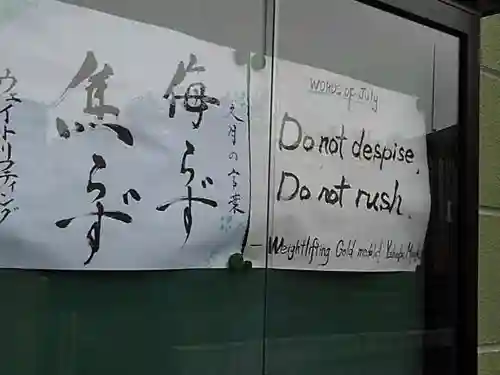 七月の言葉
侮らず
焦らず
ウェイトリフティング
WORDS OF July
Do not despise.
Do not rush.
Weightlifting Gold